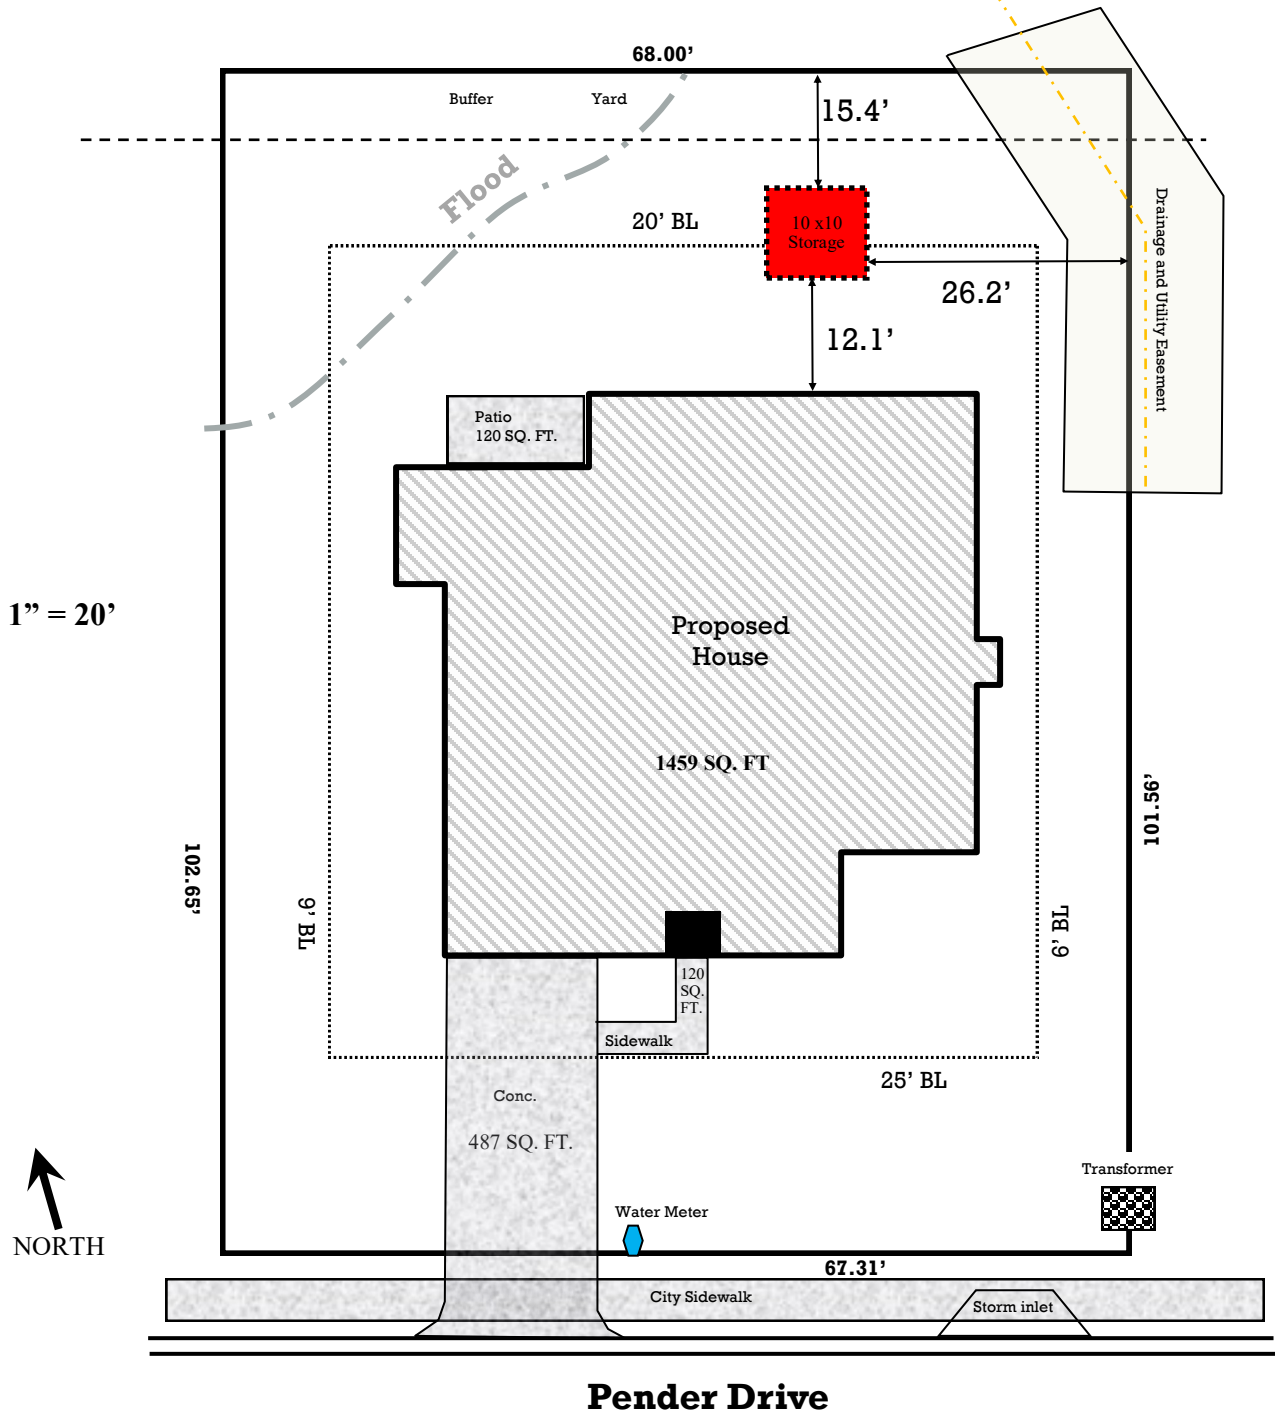 68.00’
Buffer Yard
15.4’
Flood
20’ BL
10 x10
Storage
Drainage and Utility Easement
26.2’
12.1’
Patio
120 SQ. FT.
1” = 20’
Proposed
House
1459 SQ. FT
101.56’
102.65’
9’ BL
6’ BL
120
SQ.
FT.
Sidewalk
25’ BL
Conc.
487 SQ. FT.
Transformer
Water Meter
NORTH
67.31’
City Sidewalk
Storm inlet
Pender Drive